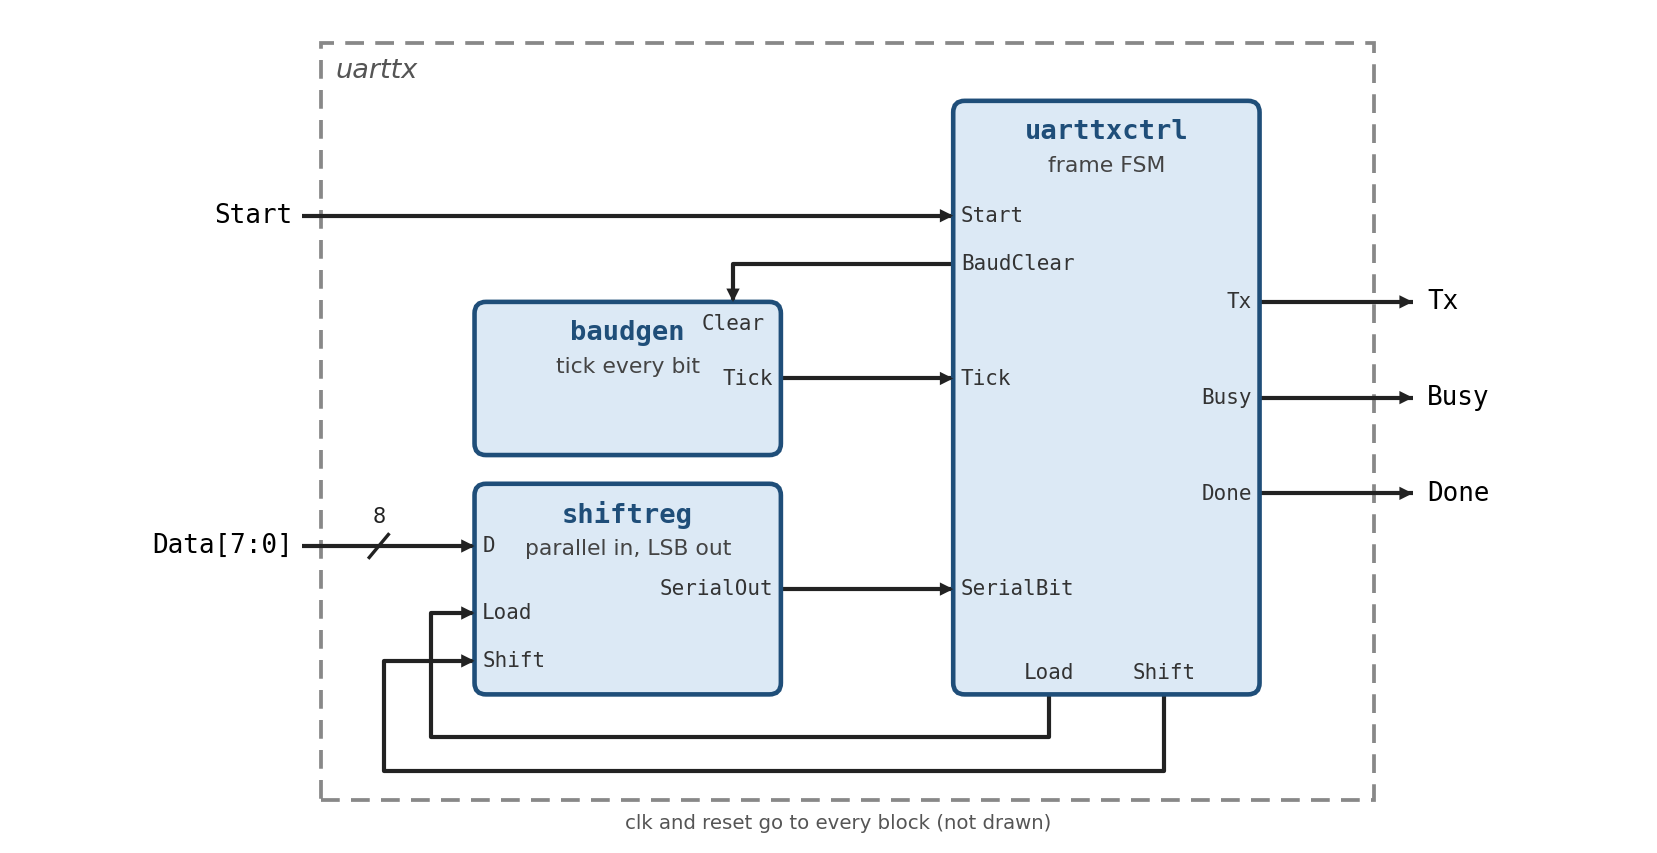 uarttx
uarttxctrl
frame FSM
Start
Start
BaudClear
baudgen
Clear
tick every bit
Tick
Tick
Tx
Tx
Busy
Busy
Done
Done
8
Data[7:0]
shiftreg
D
parallel in, LSB out
SerialOut
SerialBit
Load
Shift
Load
Shift
clk and reset go to every block (not drawn)